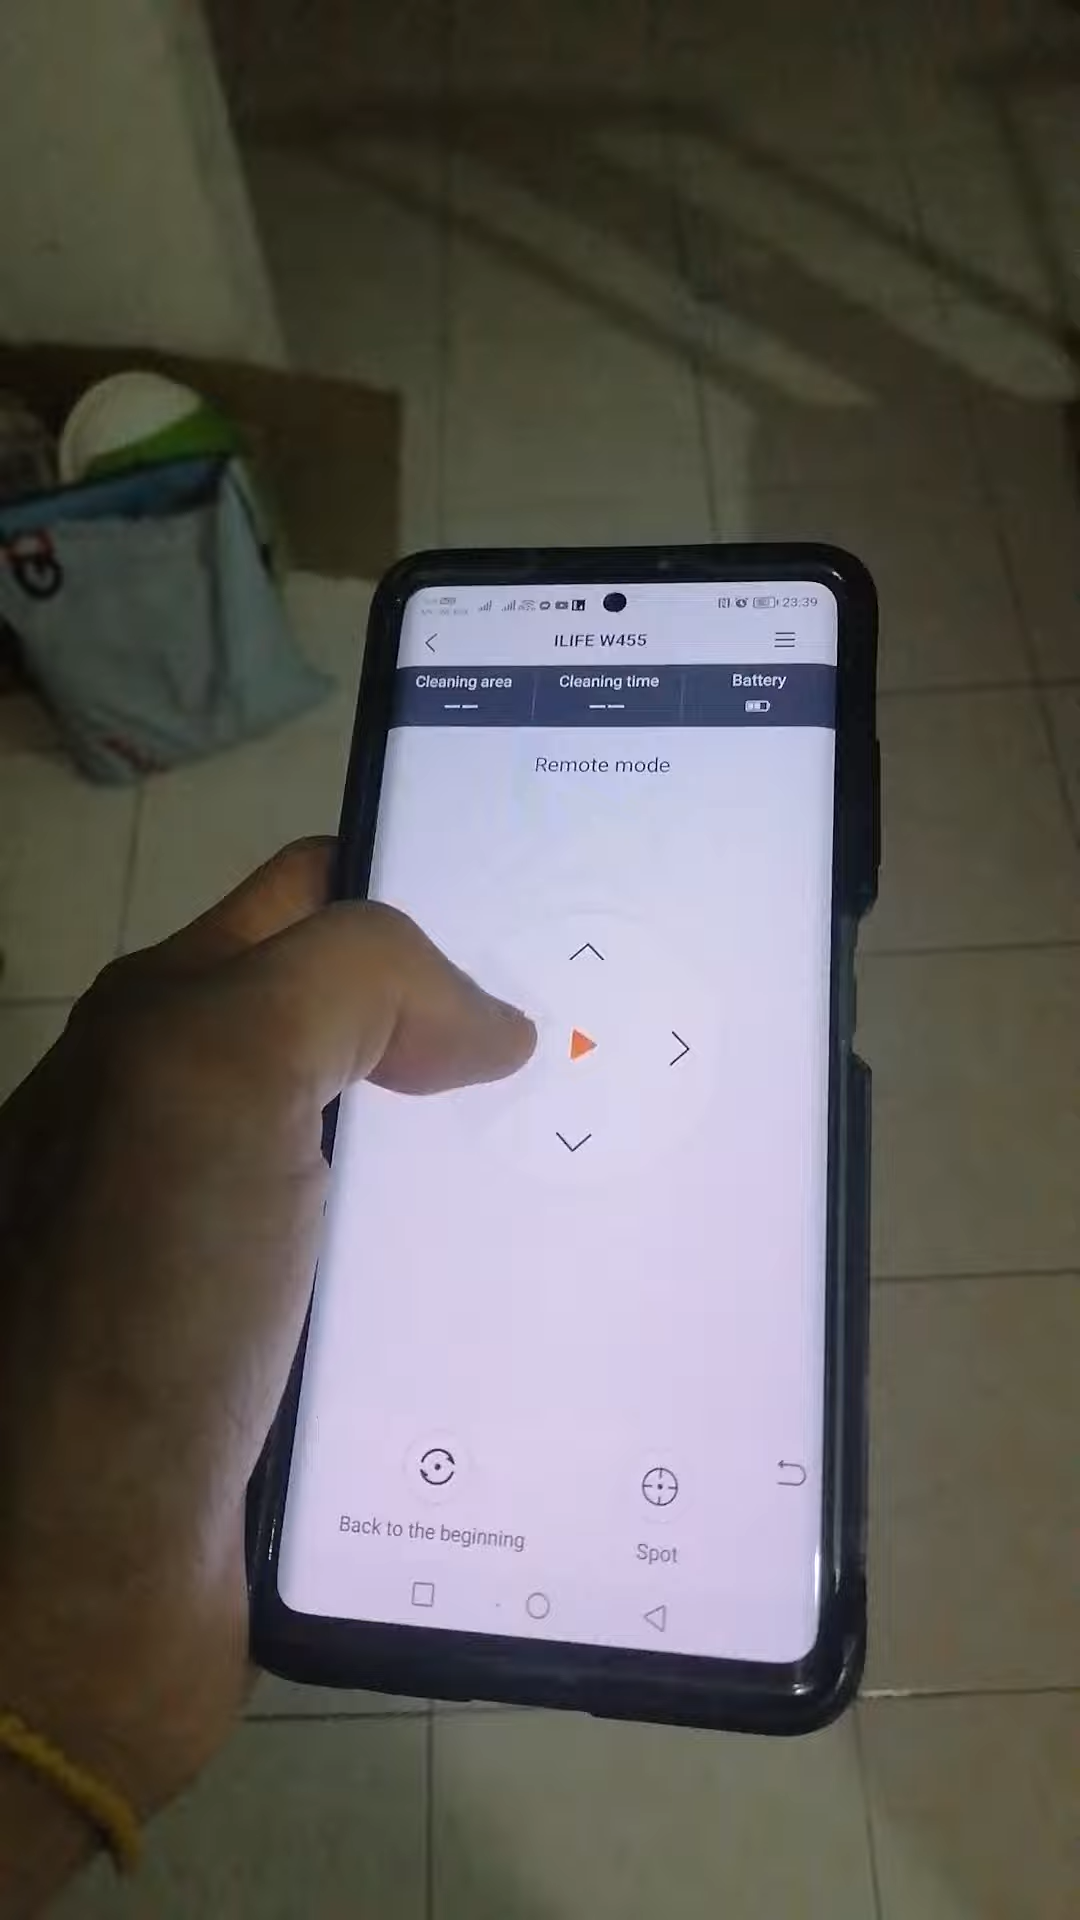 23:39
ILIFE W455
Cleaning area
Cleaning time
Battery
Remote mode
Back to the beginning
Spot